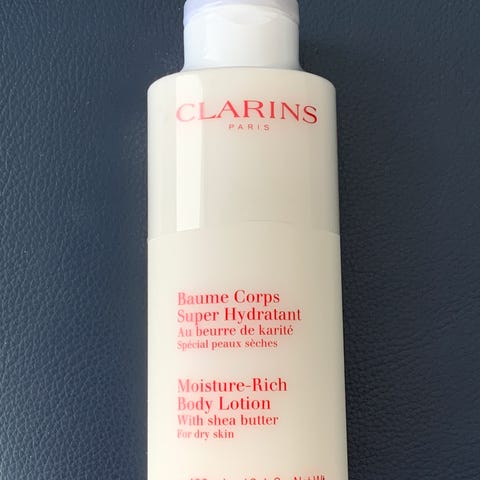 CLARINS
PARIS
Baume Corps
Super Hydratant
Au beurre de karité
Spécial peaux sèches
Moisture-Rich
Body Lotion
With shea butter
For dry skin